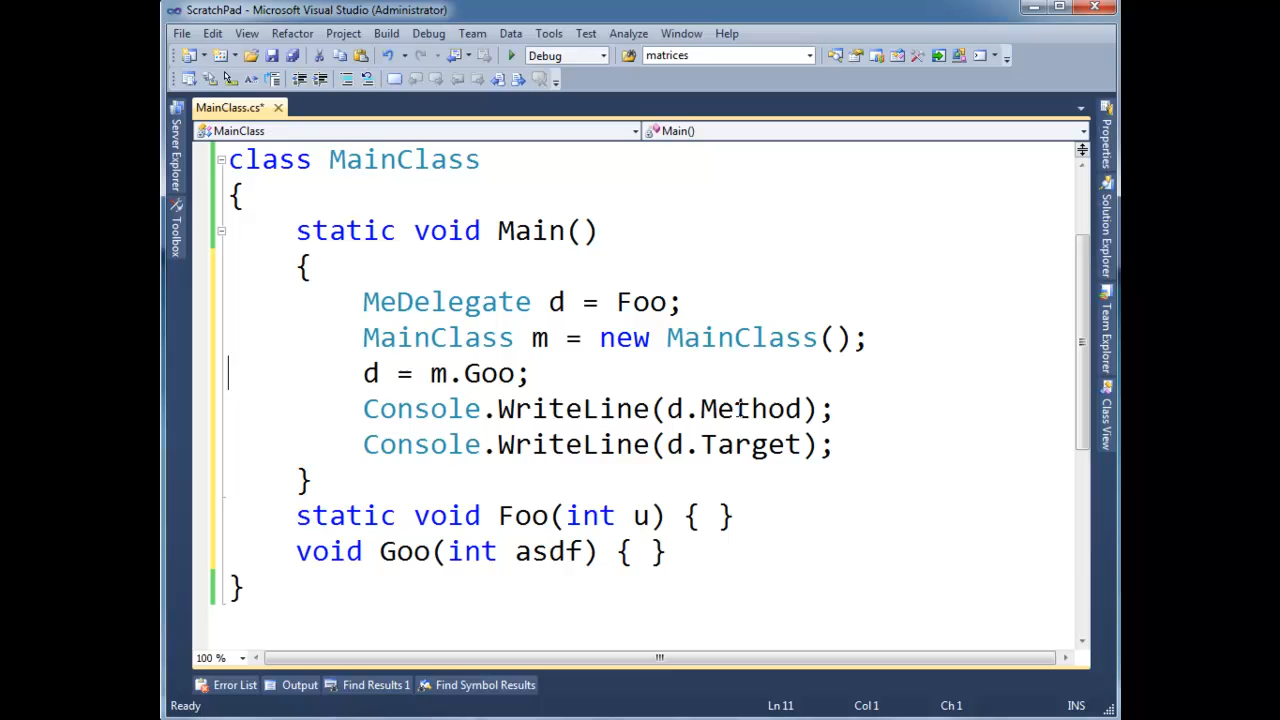 ScratchPad - Microsoft Visual Studio (Administrator)
File Edit View Refactor Project Build Debug Team Data Tools Test Analyze Window Help
Debug matrices
MainClass.cs*
MainClass Main()
class MainClass
{
static void Main()
{
MeDelegate d = Foo;
MainClass m = new MainClass();
d = m.Goo;
Console.WriteLine(d.Method);
Console.WriteLine(d.Target);
}
static void Foo(int u) { }
void Goo(int asdf) { }
}
Server Explorer
Toolbox
Properties
Solution Explorer
Team Explorer
Class View
100 %
Error List Output Find Results 1 Find Symbol Results
Ready Ln 11 Col 1 Ch 1 INS